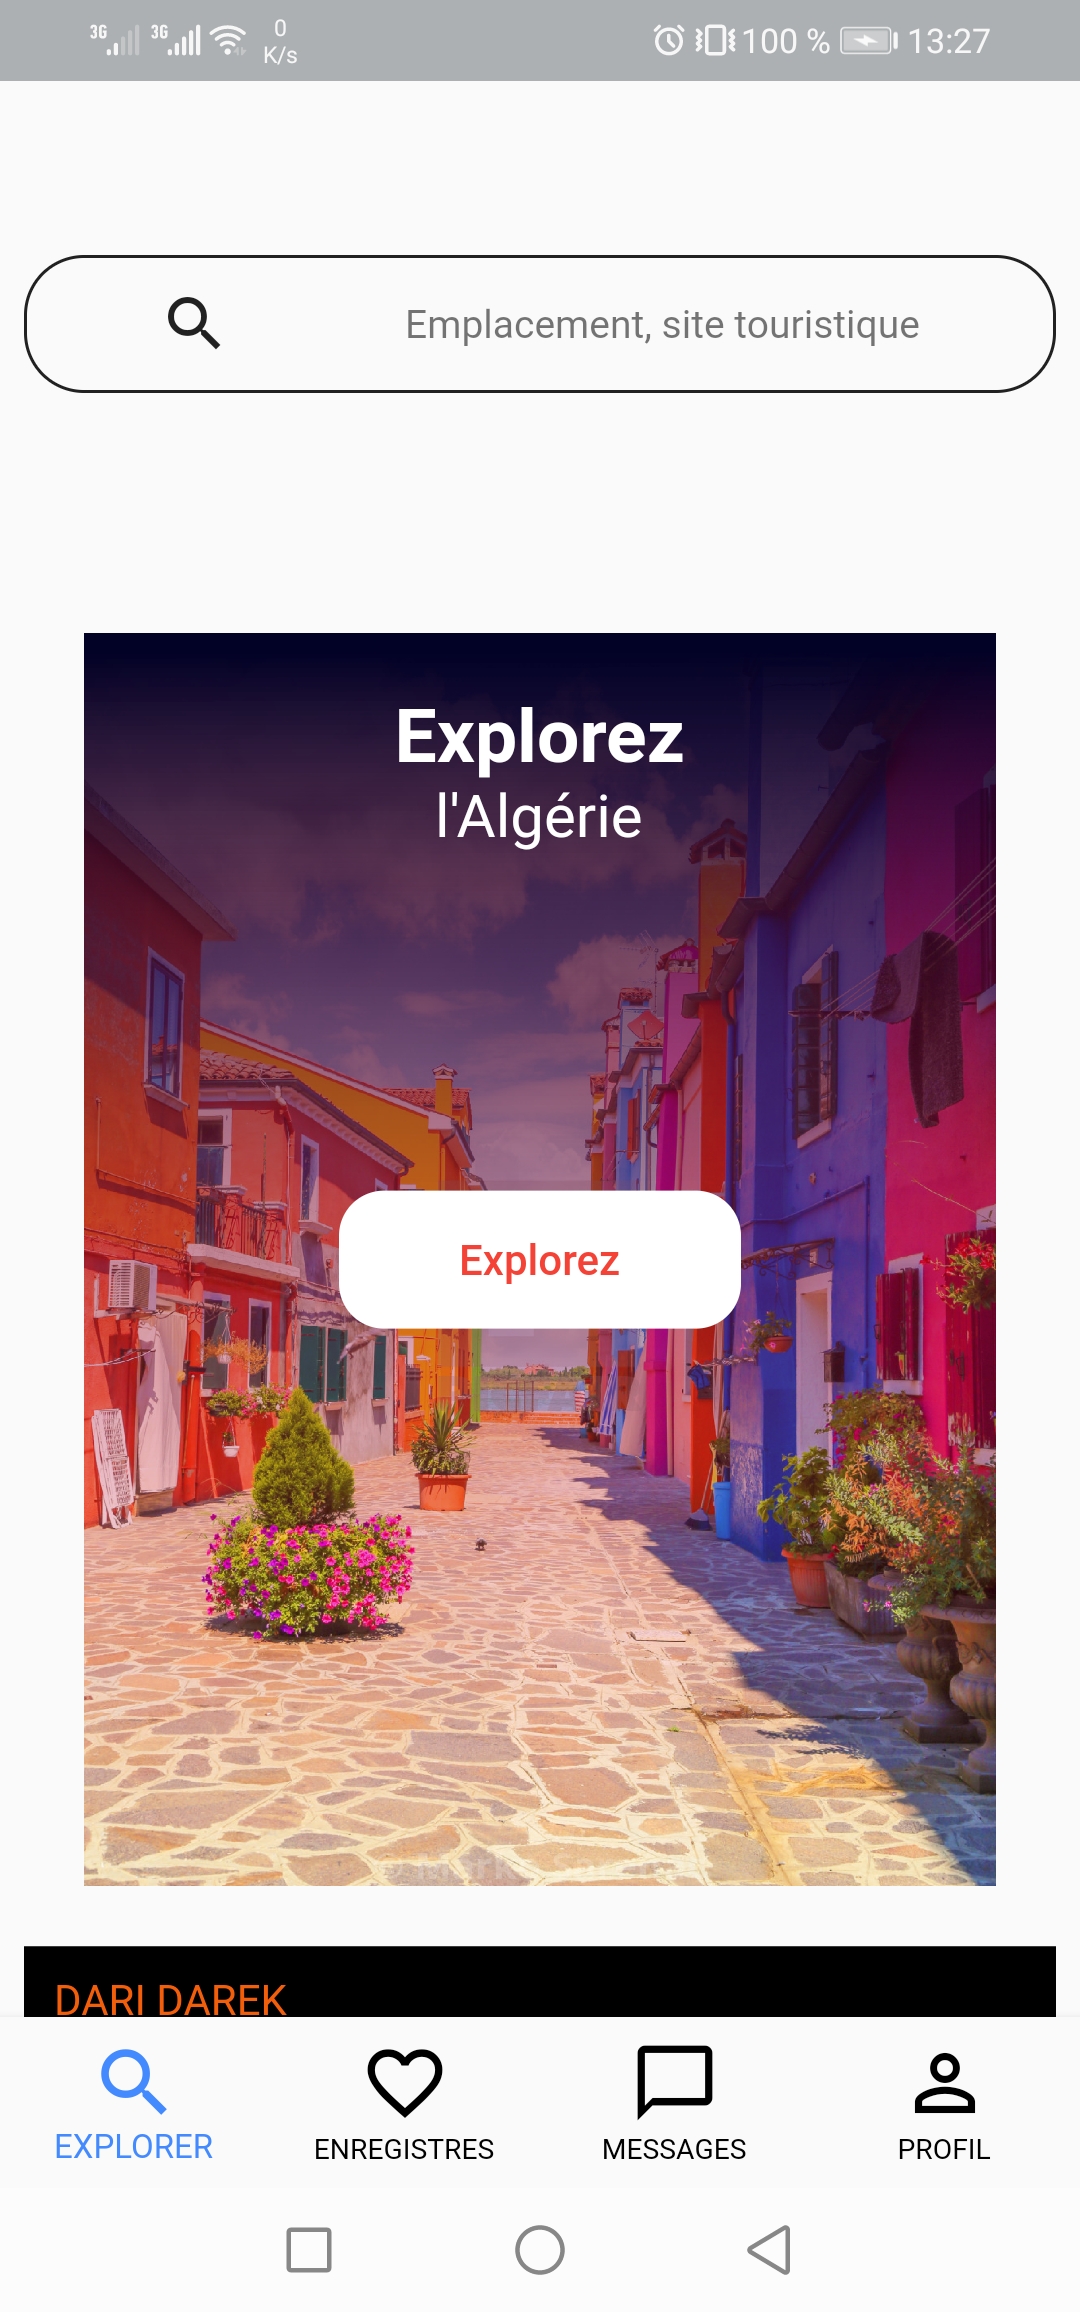 3G 3G 0 K/s 100 % 13:27
Emplacement, site touristique
Explorez
l'Algérie
Explorez
DARI DAREK
EXPLORER ENREGISTRES MESSAGES PROFIL